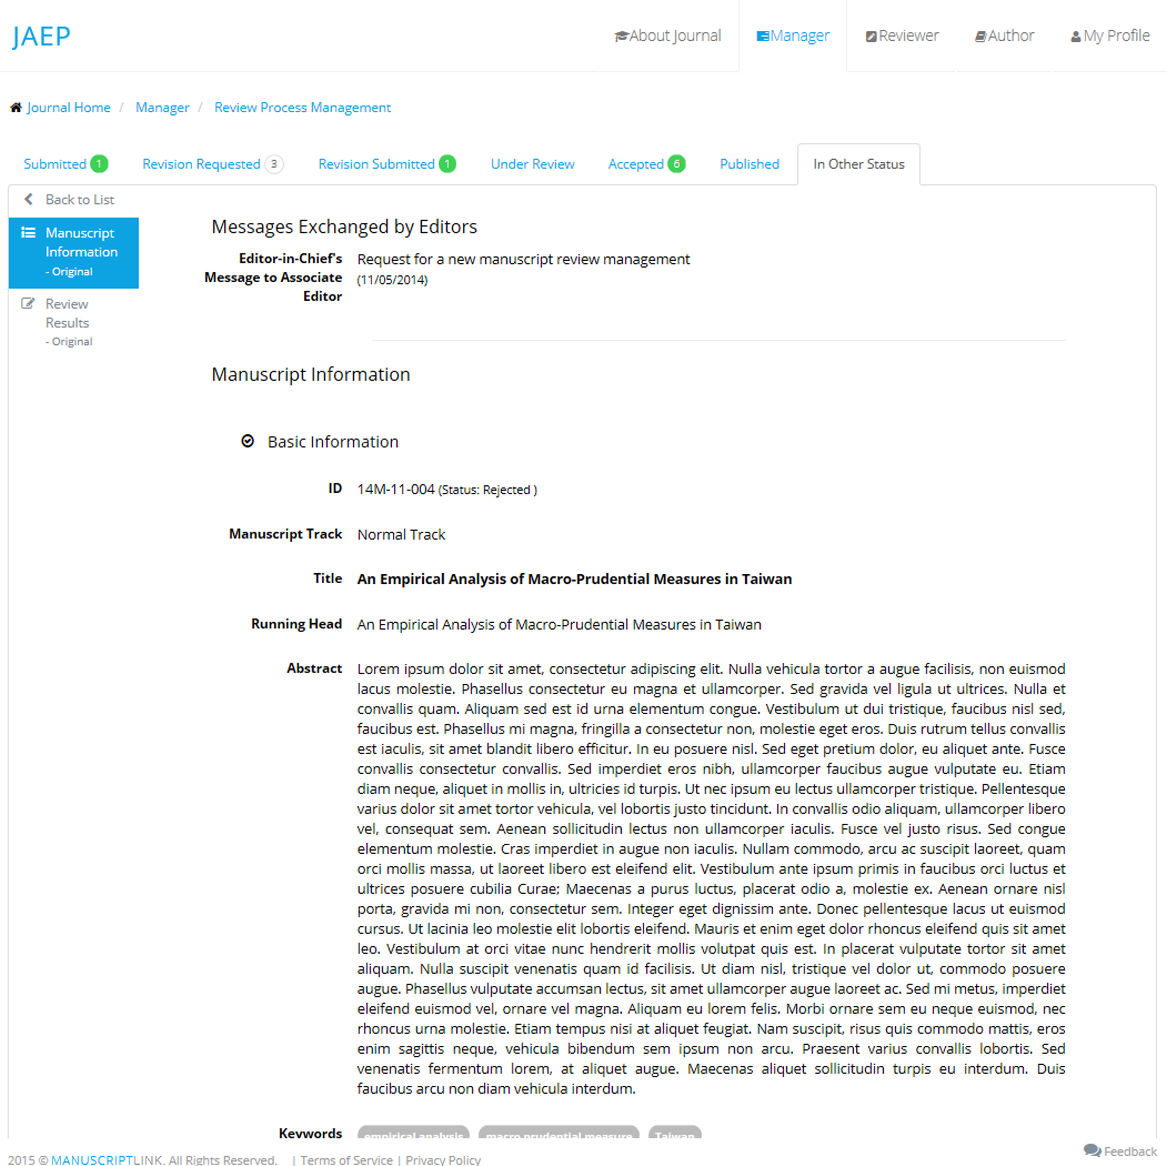 JAEP
About Journal
Manager
Reviewer
Author
My Profile
Journal Home / Manager / Review Process Management
Submitted 1
Revision Requested 3
Revision Submitted 1
Under Review
Accepted 6
Published
In Other Status
Back to List
Manuscript
Information
- Original
Review
Results
- Original
Messages Exchanged by Editors
Editor-in-Chief's
Message to Associate
Editor
Request for a new manuscript review management
(11/05/2014)
Manuscript Information
Basic Information
ID 14M-11-004 (Status: Rejected )
Manuscript Track Normal Track
Title An Empirical Analysis of Macro-Prudential Measures in Taiwan
Running Head An Empirical Analysis of Macro-Prudential Measures in Taiwan
Abstract Lorem ipsum dolor sit amet, consectetur adipiscing elit. Nulla vehicula tortor a augue facilisis, non euismod
lacus molestie. Phasellus consectetur eu magna et ullamcorper. Sed gravida vel ligula ut ultrices. Nulla et
convallis quam. Aliquam sed est id urna elementum congue. Vestibulum ut dui tristique, faucibus nisl sed,
faucibus est. Phasellus mi magna, fringilla a consectetur non, molestie eget eros. Duis rutrum tellus convallis
est iaculis, sit amet blandit libero efficitur. In eu posuere nisl. Sed eget pretium dolor, eu aliquet ante. Fusce
convallis consectetur convallis. Sed imperdiet eros nibh, ullamcorper faucibus augue vulputate eu. Etiam
diam neque, aliquet in mollis in, ultricies id turpis. Ut nec ipsum eu lectus ullamcorper tristique. Pellentesque
varius dolor sit amet tortor vehicula, vel lobortis justo tincidunt. In convallis odio aliquam, ullamcorper libero
vel, consequat sem. Aenean sollicitudin lectus non ullamcorper iaculis. Fusce vel justo risus. Sed congue
elementum molestie. Cras imperdiet in augue non iaculis. Nullam commodo, arcu ac suscipit laoreet, quam
orci mollis massa, ut laoreet libero est eleifend elit. Vestibulum ante ipsum primis in faucibus orci luctus et
ultrices posuere cubilia Curae; Maecenas a purus luctus, placerat odio a, molestie ex. Aenean ornare nisl
porta, gravida mi non, consectetur sem. Integer eget dignissim ante. Donec pellentesque lacus ut euismod
cursus. Ut lacinia leo molestie elit lobortis eleifend. Mauris et enim eget dolor rhoncus eleifend quis sit amet
leo. Vestibulum at orci vitae nunc hendrerit mollis volutpat quis est. In placerat vulputate tortor sit amet
aliquam. Nulla suscipit venenatis quam id facilisis. Ut diam nisl, tristique vel dolor ut, commodo posuere
augue. Phasellus vulputate accumsan lectus, sit amet ullamcorper augue laoreet ac. Sed mi metus, imperdiet
eleifend euismod vel, ornare vel magna. Aliquam eu lorem felis. Morbi ornare sem eu neque euismod, nec
rhoncus urna molestie. Etiam tempus nisi at aliquet feugiat. Nam suscipit, risus quis commodo mattis, eros
enim sagittis neque, vehicula bibendum sem ipsum non arcu. Praesent varius convallis lobortis. Sed
venenatis fermentum lorem, at aliquet augue. Maecenas aliquet sollicitudin turpis eu interdum. Duis
faucibus arcu non diam vehicula interdum.
Keywords empirical analysis macro prudential measure Taiwan
2015 © MANUSCRIPTLINK. All Rights Reserved. | Terms of Service | Privacy Policy
Feedback